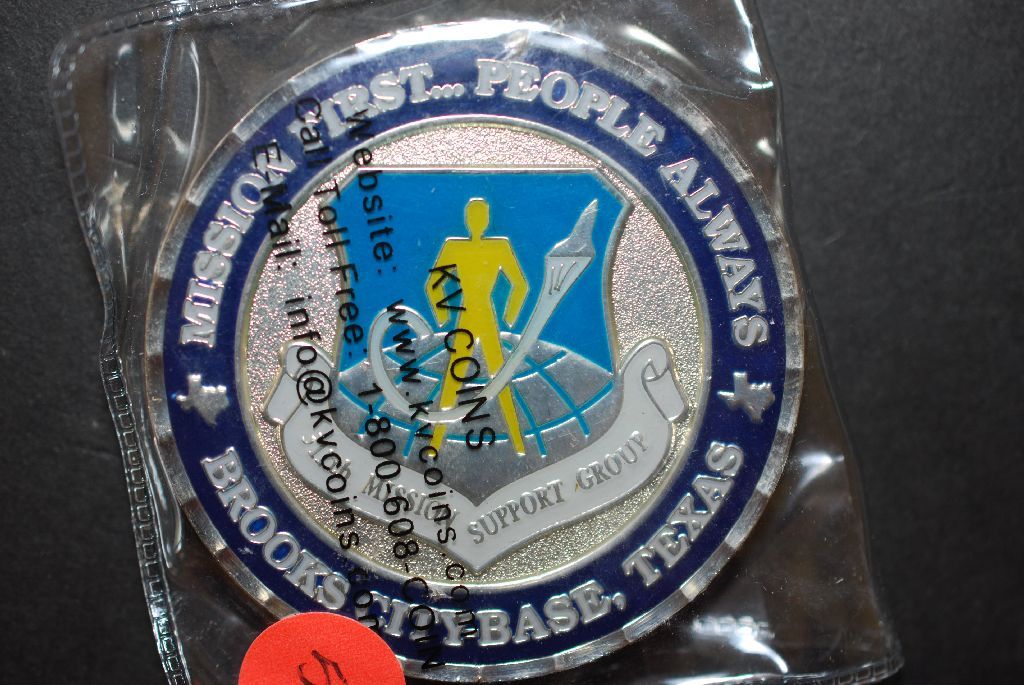 MISSION FIRST... PEOPLE ALWAYS
MISSION SUPPORT GROUP
BROOKS CITY BASE, TEXAS
KV COINS
Website: www.kvcoins.com
Call Toll Free: 1-800-608-COIN
E-Mail: info@kvcoins.com
5